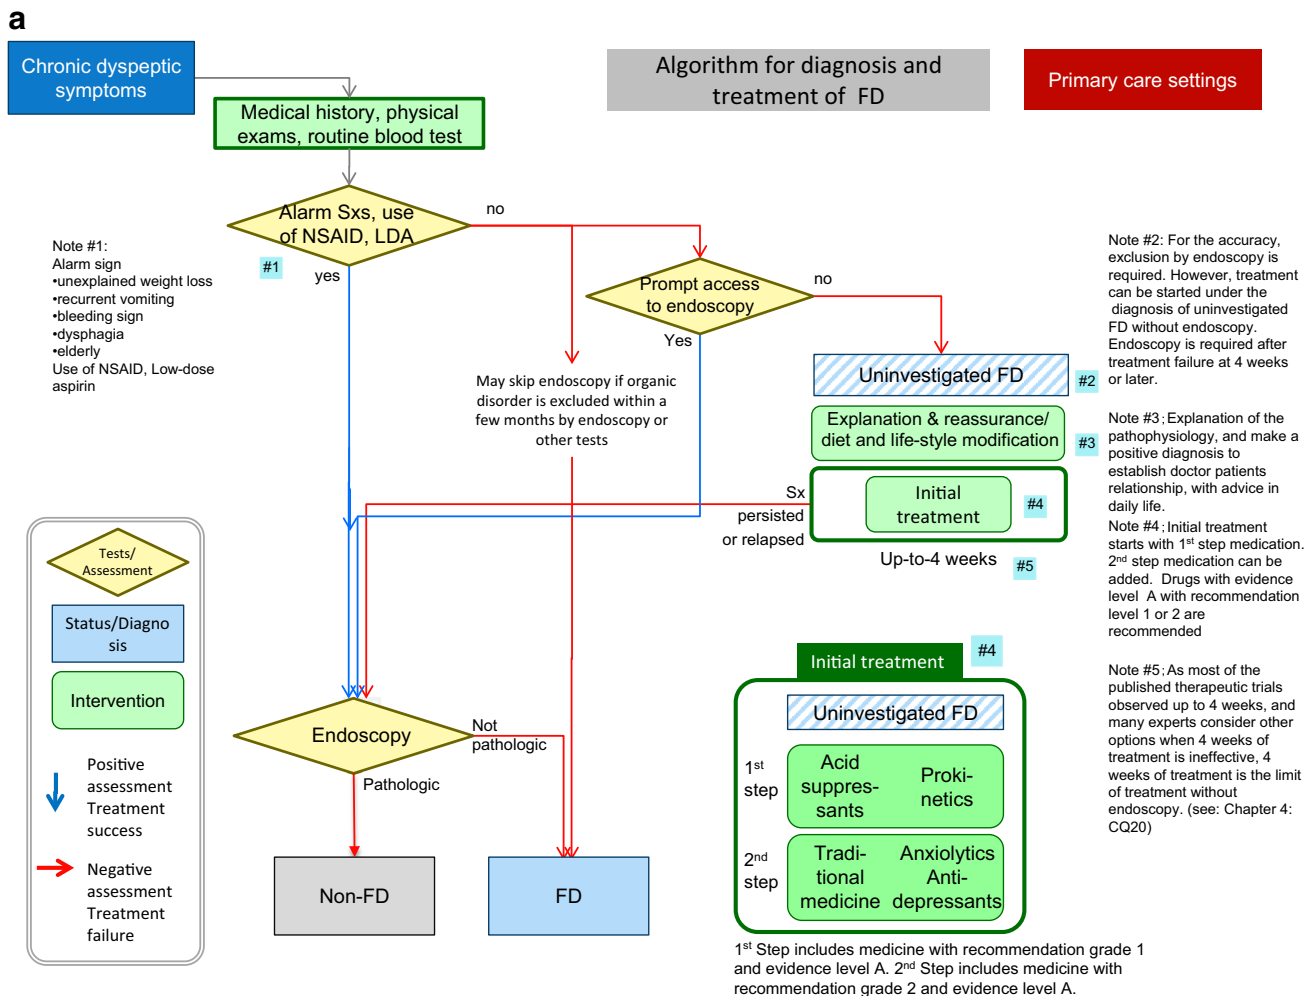 a
Chronic dyspeptic
symptoms
Algorithm for diagnosis and
treatment of FD
Primary care settings
Medical history, physical
exams, routine blood test
Alarm Sxs, use
of NSAID, LDA
no
#1
yes
Note #1:
Alarm sign
•unexplained weight loss
•recurrent vomiting
•bleeding sign
•dysphagia
•elderly
Use of NSAID, Low-dose
aspirin
Prompt access
to endoscopy
no
Yes
May skip endoscopy if organic
disorder is excluded within a
few months by endoscopy or
other tests
Uninvestigated FD
#2
Explanation & reassurance/
diet and life-style modification
#3
Initial
treatment
#4
Sx
persisted
or relapsed
Up-to-4 weeks
#5
Note #2: For the accuracy,
exclusion by endoscopy is
required. However, treatment
can be started under the
diagnosis of uninvestigated
FD without endoscopy.
Endoscopy is required after
treatment failure at 4 weeks
or later.
Note #3; Explanation of the
pathophysiology, and make a
positive diagnosis to
establish doctor patients
relationship, with advice in
daily life.
Note #4; Initial treatment
starts with 1st step medication.
2nd step medication can be
added. Drugs with evidence
level A with recommendation
level 1 or 2 are
recommended
Note #5; As most of the
published therapeutic trials
observed up to 4 weeks, and
many experts consider other
options when 4 weeks of
treatment is ineffective, 4
weeks of treatment is the limit
of treatment without
endoscopy. (see: Chapter 4:
CQ20)
Tests/
Assessment
Status/Diagno
sis
Intervention
Positive
assessment
Treatment
success
Negative
assessment
Treatment
failure
Endoscopy
Not
pathologic
Pathologic
Non-FD
FD
Initial treatment
#4
Uninvestigated FD
1st
step
Acid
suppres-
sants
Proki-
netics
2nd
step
Tradi-
tional
medicine
Anxiolytics
Anti-
depressants
1st Step includes medicine with recommendation grade 1
and evidence level A. 2nd Step includes medicine with
recommendation grade 2 and evidence level A.